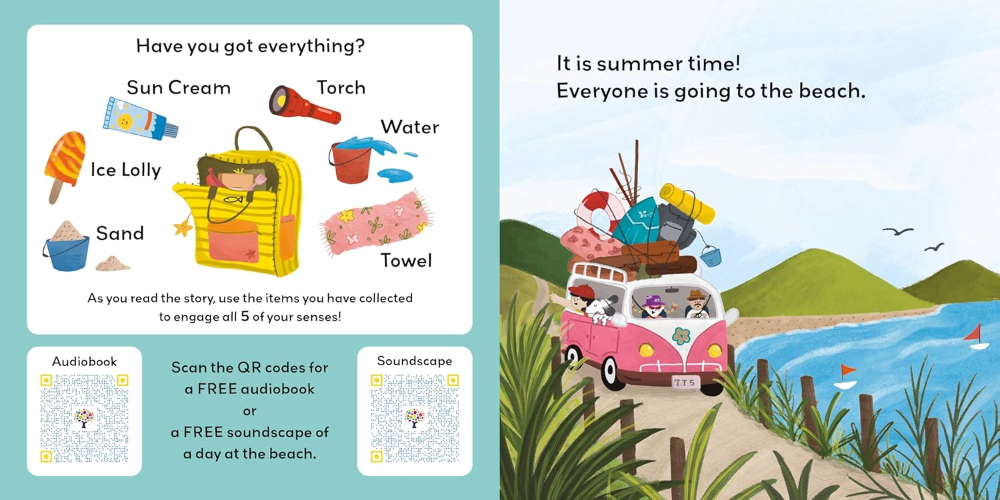 Have you got everything?
Sun Cream
Torch
Water
Ice Lolly
Sand
Towel
As you read the story, use the items you have collected
to engage all 5 of your senses!
Audiobook
Scan the QR codes for
a FREE audiobook
or
a FREE soundscape of
a day at the beach.
Soundscape
It is summer time!
Everyone is going to the beach.
775